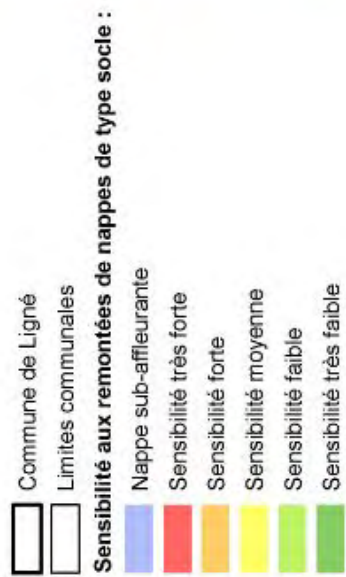 Commune de Ligné
Limites communales
Sensibilité aux remontées de nappes de type socle :
Nappe sub-affleurante
Sensibilité très forte
Sensibilité forte
Sensibilité moyenne
Sensibilité faible
Sensibilité très faible